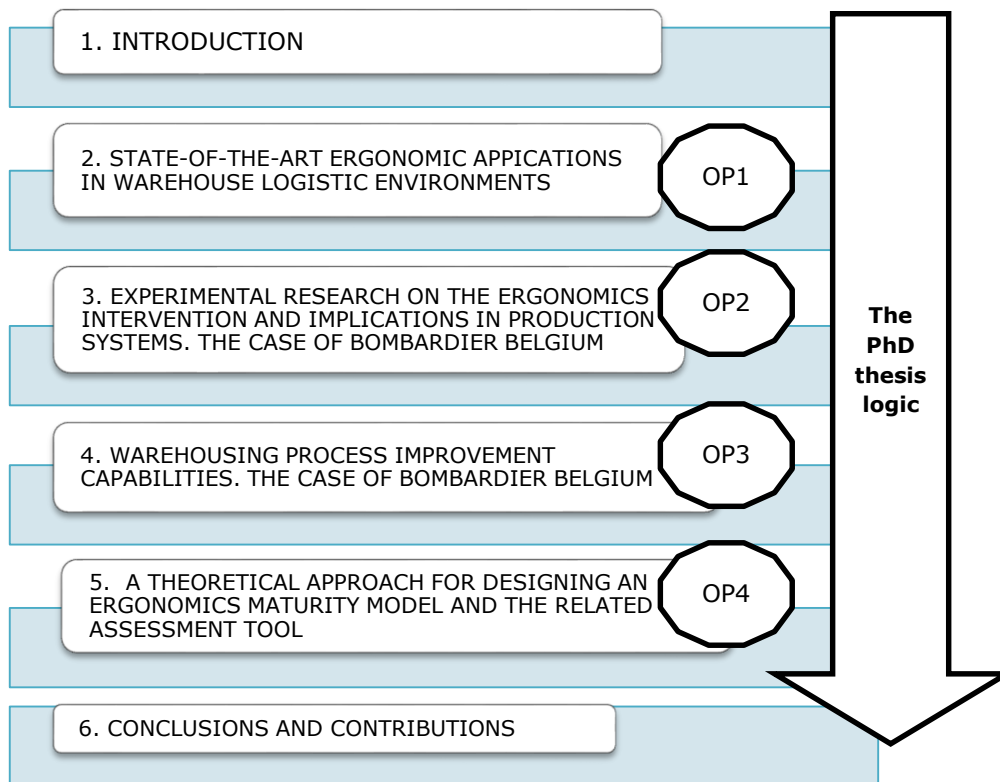 1. INTRODUCTION
2. STATE-OF-THE-ART ERGONOMIC APPICATIONS
IN WAREHOUSE LOGISTIC ENVIRONMENTS
OP1
3. EXPERIMENTAL RESEARCH ON THE ERGONOMICS
INTERVENTION AND IMPLICATIONS IN PRODUCTION
SYSTEMS. THE CASE OF BOMBARDIER BELGIUM
OP2
4. WAREHOUSING PROCESS IMPROVEMENT
CAPABILITIES. THE CASE OF BOMBARDIER BELGIUM
OP3
5. A THEORETICAL APPROACH FOR DESIGNING AN
ERGONOMICS MATURITY MODEL AND THE RELATED
ASSESSMENT TOOL
OP4
6. CONCLUSIONS AND CONTRIBUTIONS
The
PhD
thesis
logic